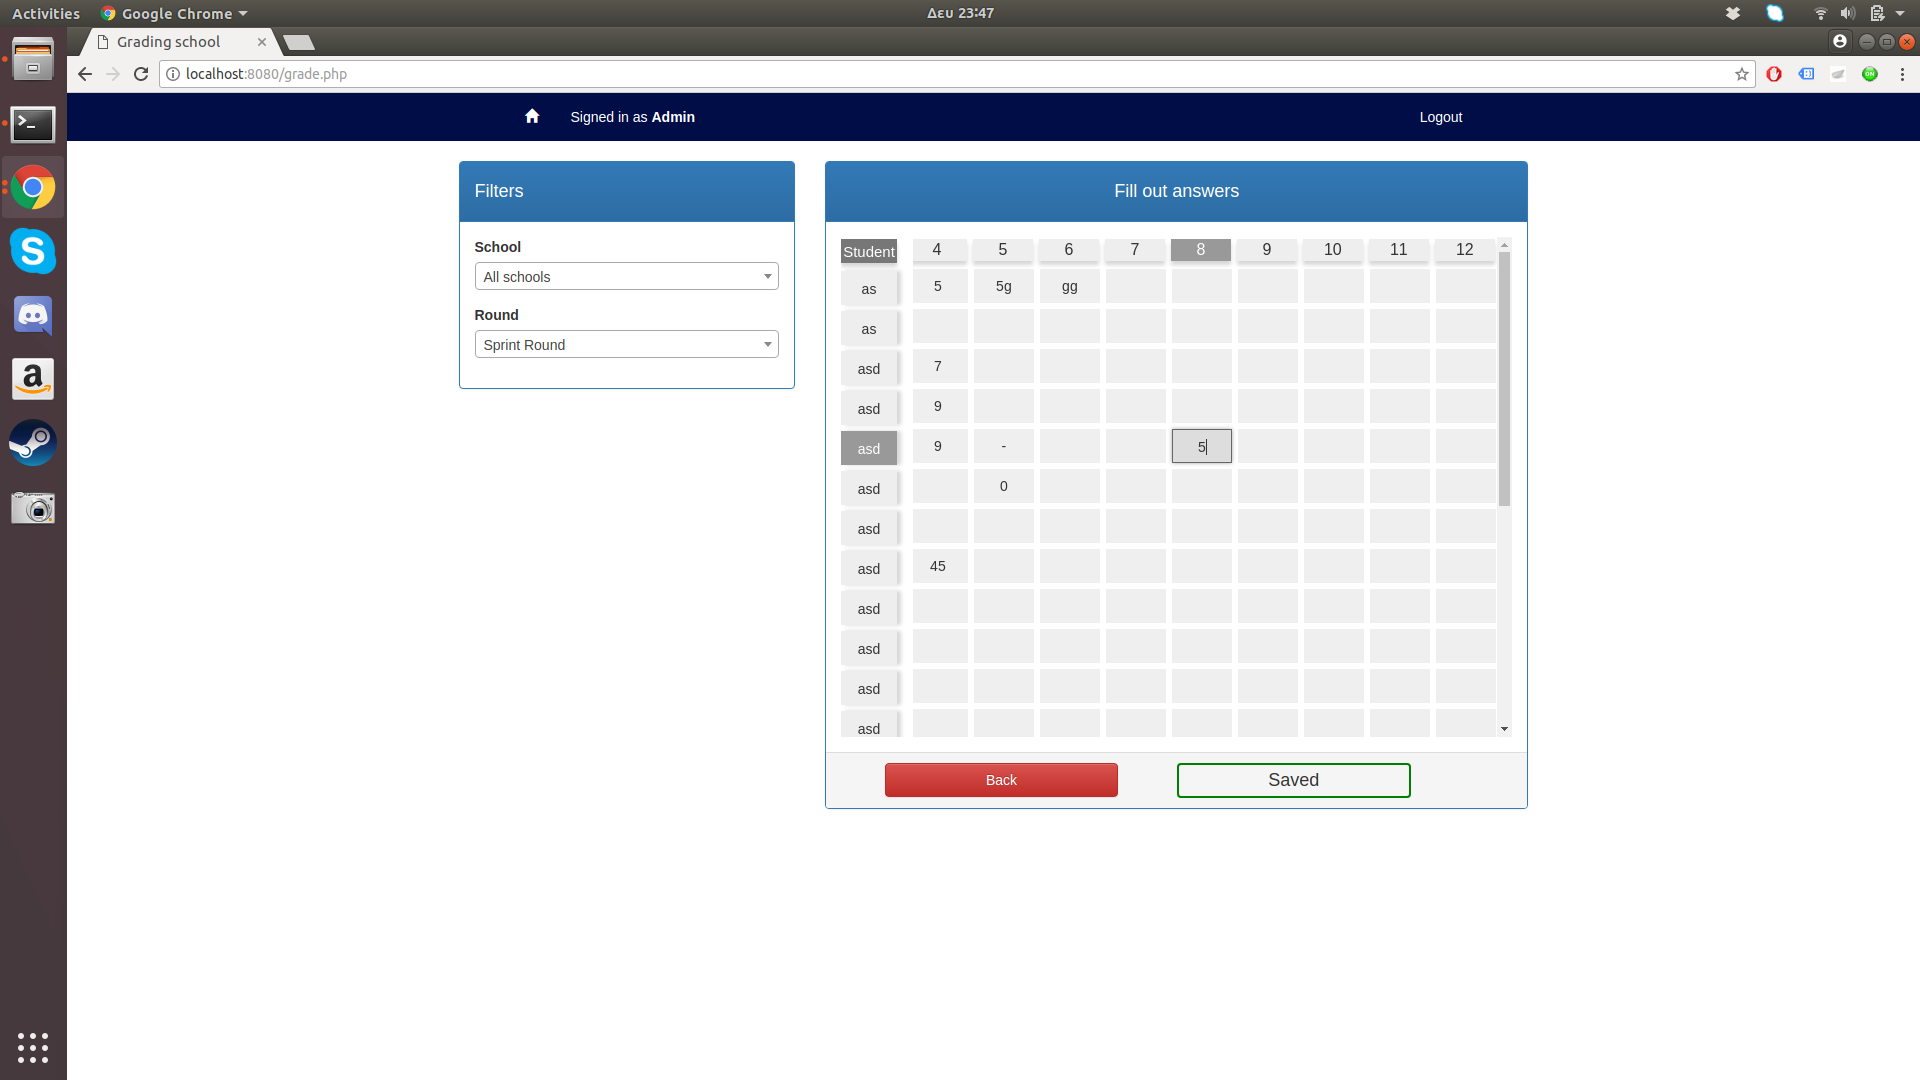 Activities Google Chrome Δευ 23:47
Grading school
localhost:8080/grade.php
Signed in as Admin Logout
Filters
School
All schools
Round
Sprint Round
Fill out answers
Student 4 5 6 7 8 9 10 11 12
as 5 5g gg
as
asd 7
asd 9
asd 9 - 5
asd 0
asd
asd 45
asd
asd
asd
asd
Back Saved